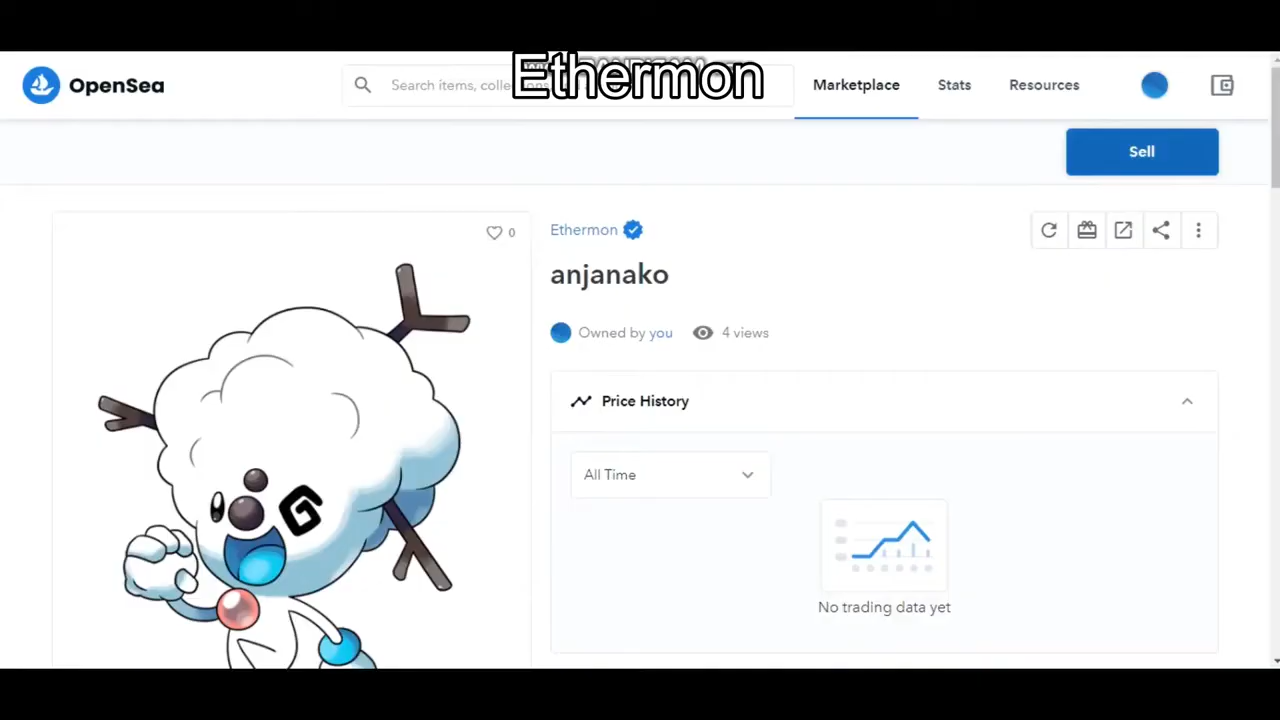 Ethermon
OpenSea
Search items, colle
Marketplace
Stats
Resources
Sell
0
Ethermon
anjanako
Owned by you
4 views
Price History
All Time
No trading data yet